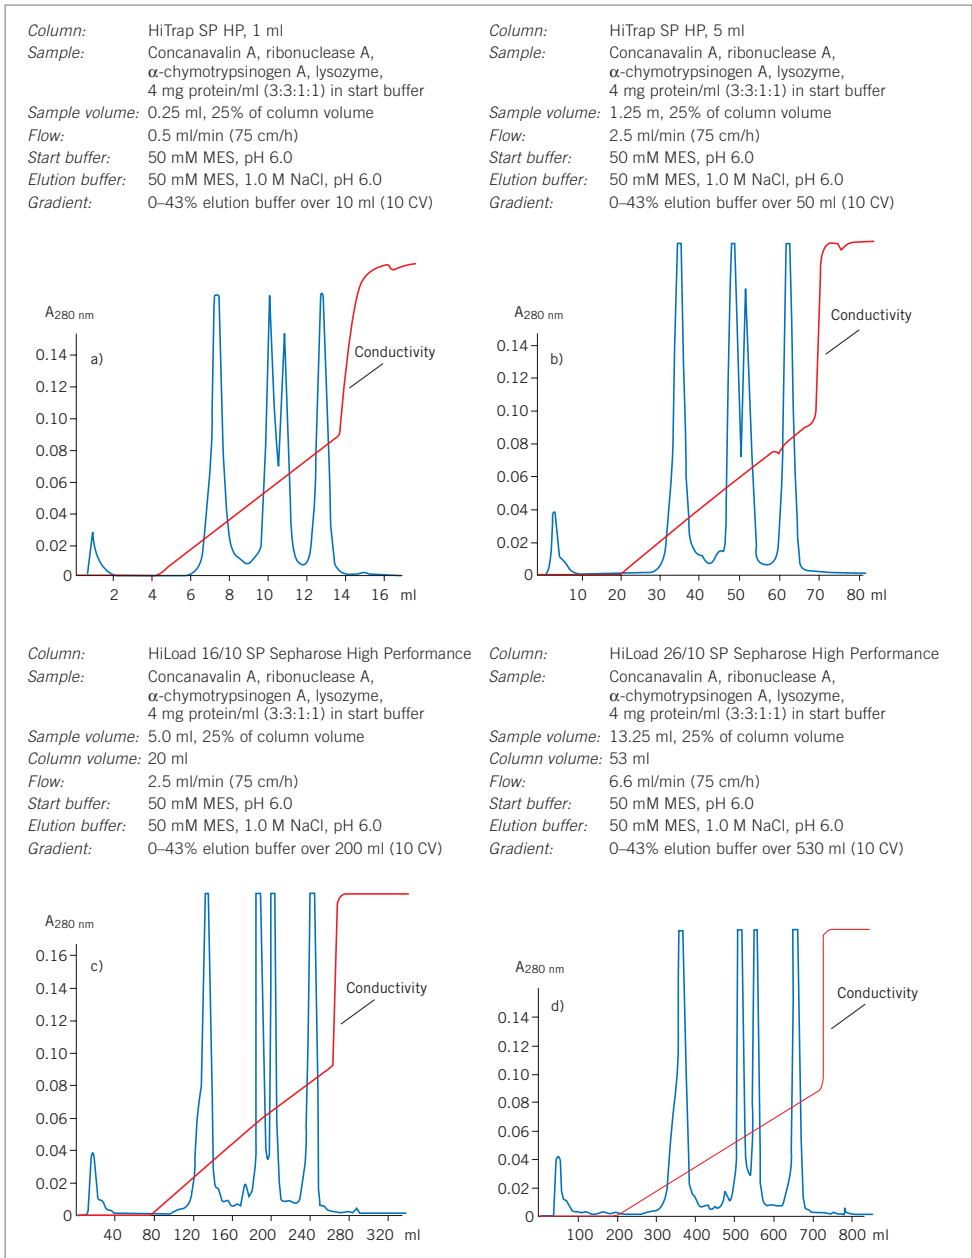 Column: HiTrap SP HP, 1 ml
Sample: Concanavalin A, ribonuclease A,
α-chymotrypsinogen A, lysozyme,
4 mg protein/ml (3:3:1:1) in start buffer
Sample volume: 0.25 ml, 25% of column volume
Flow: 0.5 ml/min (75 cm/h)
Start buffer: 50 mM MES, pH 6.0
Elution buffer: 50 mM MES, 1.0 M NaCl, pH 6.0
Gradient: 0–43% elution buffer over 10 ml (10 CV)
A280 nm
a)
Conductivity
0.14
0.12
0.10
0.08
0.06
0.04
0.02
0
2 4 6 8 10 12 14 16 ml
Column: HiTrap SP HP, 5 ml
Sample: Concanavalin A, ribonuclease A,
α-chymotrypsinogen A, lysozyme,
4 mg protein/ml (3:3:1:1) in start buffer
Sample volume: 1.25 m, 25% of column volume
Flow: 2.5 ml/min (75 cm/h)
Start buffer: 50 mM MES, pH 6.0
Elution buffer: 50 mM MES, 1.0 M NaCl, pH 6.0
Gradient: 0–43% elution buffer over 50 ml (10 CV)
A280 nm
b)
Conductivity
0.14
0.12
0.10
0.08
0.06
0.04
0.02
0
10 20 30 40 50 60 70 80 ml
Column: HiLoad 16/10 SP Sepharose High Performance
Sample: Concanavalin A, ribonuclease A,
α-chymotrypsinogen A, lysozyme,
4 mg protein/ml (3:3:1:1) in start buffer
Sample volume: 5.0 ml, 25% of column volume
Column volume: 20 ml
Flow: 2.5 ml/min (75 cm/h)
Start buffer: 50 mM MES, pH 6.0
Elution buffer: 50 mM MES, 1.0 M NaCl, pH 6.0
Gradient: 0–43% elution buffer over 200 ml (10 CV)
A280 nm
c)
Conductivity
0.16
0.14
0.12
0.10
0.08
0.06
0.04
0.02
0
40 80 120 160 200 240 280 320 ml
Column: HiLoad 26/10 SP Sepharose High Performance
Sample: Concanavalin A, ribonuclease A,
α-chymotrypsinogen A, lysozyme,
4 mg protein/ml (3:3:1:1) in start buffer
Sample volume: 13.25 ml, 25% of column volume
Column volume: 53 ml
Flow: 6.6 ml/min (75 cm/h)
Start buffer: 50 mM MES, pH 6.0
Elution buffer: 50 mM MES, 1.0 M NaCl, pH 6.0
Gradient: 0–43% elution buffer over 530 ml (10 CV)
A280 nm
d)
Conductivity
0.14
0.12
0.10
0.08
0.06
0.04
0.02
0
100 200 300 400 500 600 700 800 ml